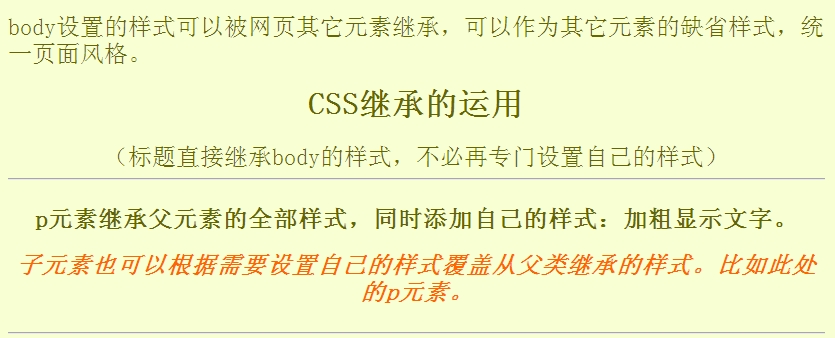 body设置的样式可以被网页其它元素继承，可以作为其它元素的缺省样式，统
一页面风格。
CSS继承的运用
（标题直接继承body的样式，不必再专门设置自己的样式）
p元素继承父元素的全部样式，同时添加自己的样式：加粗显示文字。
子元素也可以根据需要设置自己的样式覆盖从父类继承的样式。比如此处
的p元素。